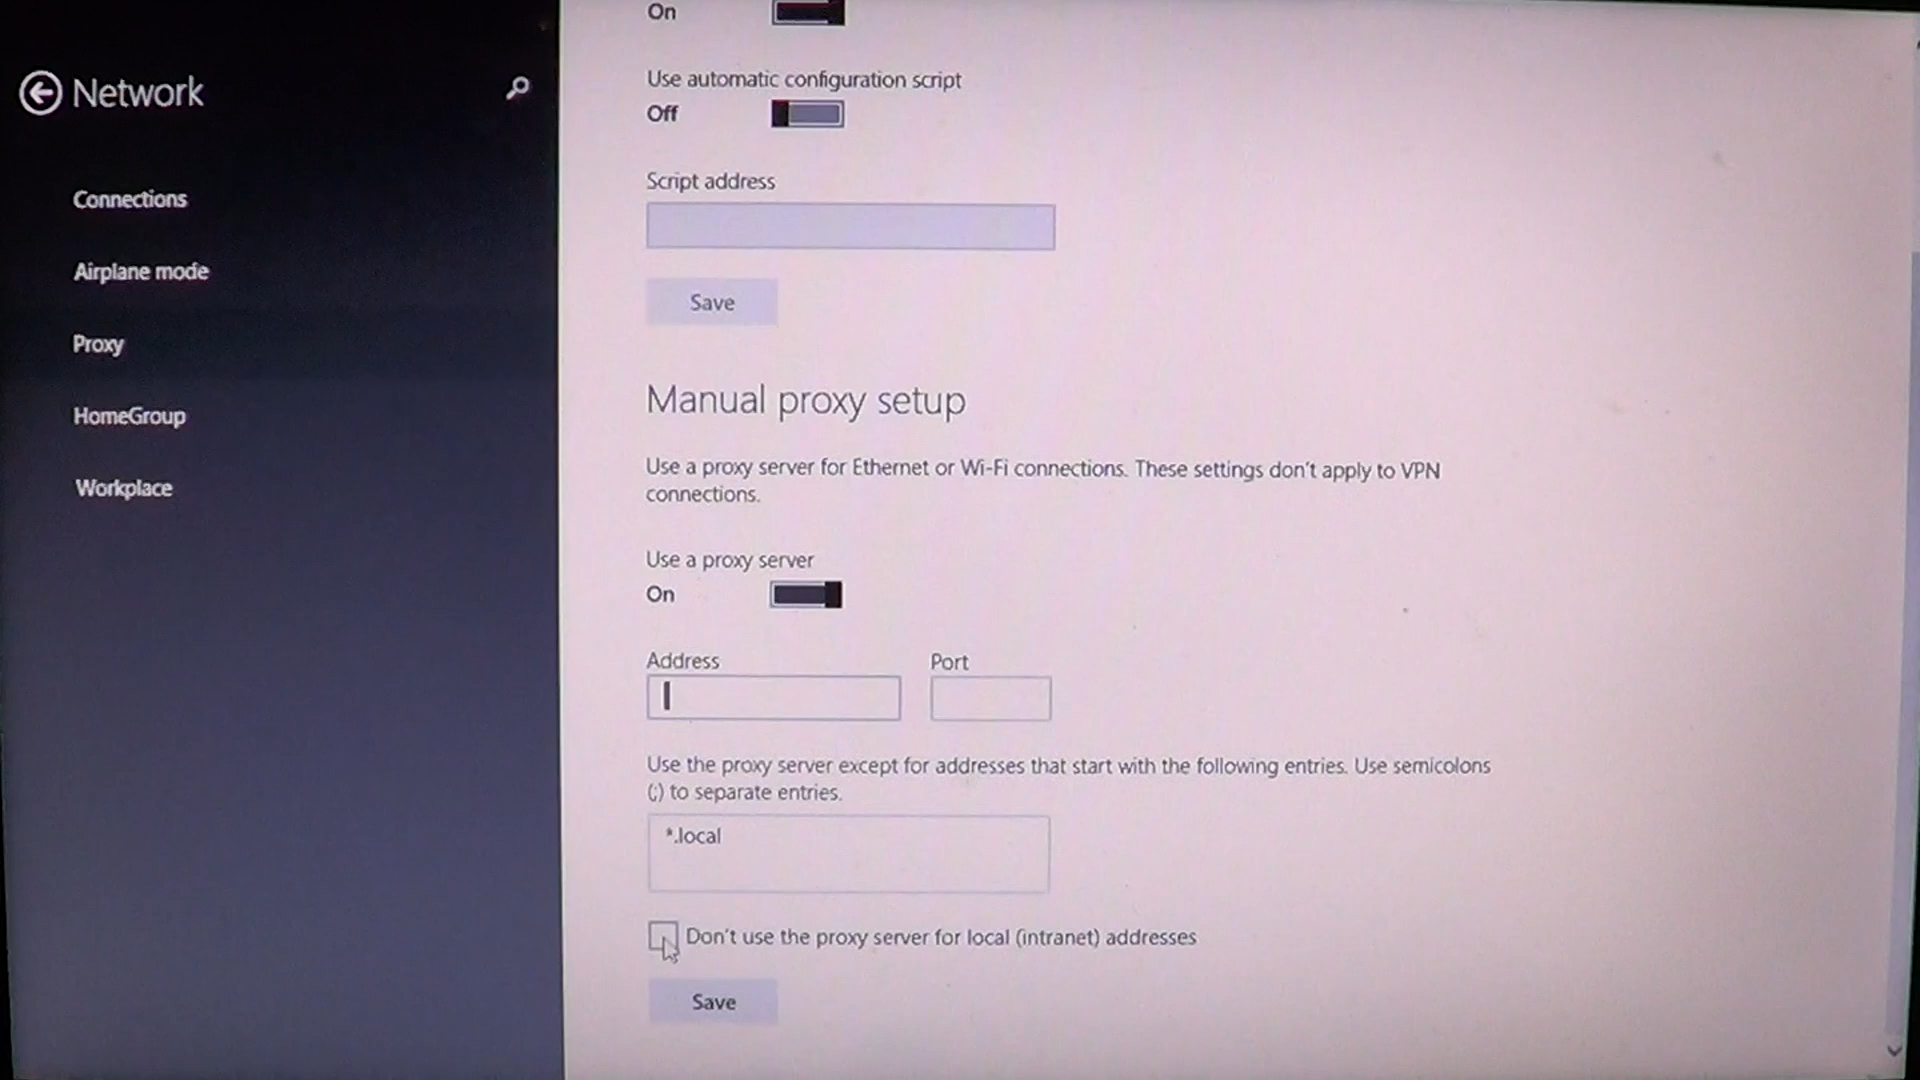 Network
Connections
Airplane mode
Proxy
HomeGroup
Workplace
On
Use automatic configuration script
Off
Script address
Save
Manual proxy setup
Use a proxy server for Ethernet or Wi-Fi connections. These settings don't apply to VPN
connections.
Use a proxy server
On
Address
Port
Use the proxy server except for addresses that start with the following entries. Use semicolons
(;) to separate entries.
*.local
Don't use the proxy server for local (intranet) addresses
Save